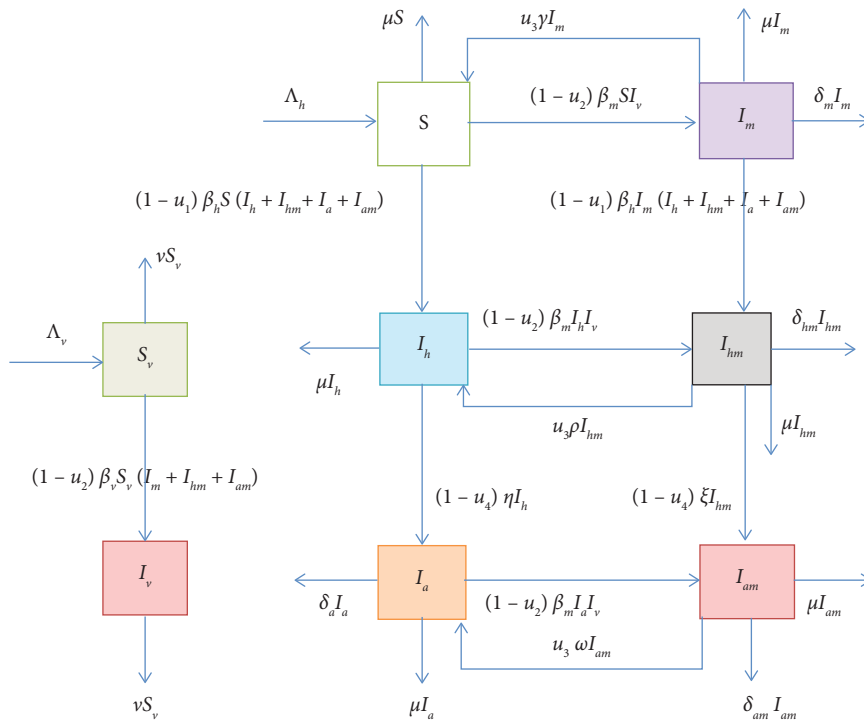 μS
u₃γIₘ
μIₘ
Λₕ
S
(1 – u₂) βₘSIᵥ
Iₘ
δₘIₘ
(1 – u₁) βₕS (Iₕ + Iₕₘ + Iₐ + Iₐₘ)
(1 – u₁) βₕIₘ (Iₕ + Iₕₘ + Iₐ + Iₐₘ)
νSᵥ
Λᵥ
Sᵥ
Iₕ
(1 – u₂) βₘIₕIᵥ
Iₕₘ
δₕₘIₕₘ
μIₕ
u₃ρIₕₘ
μIₕₘ
(1 – u₂) βᵥSᵥ (Iₘ + Iₕₘ + Iₐₘ)
(1 – u₄) ηIₕ
(1 – u₄) ξIₕₘ
Iᵥ
Iₐ
Iₐₘ
δₐIₐ
(1 – u₂) βₘIₐIᵥ
μIₐₘ
u₃ ωIₐₘ
νSᵥ
μIₐ
δₐₘ Iₐₘ